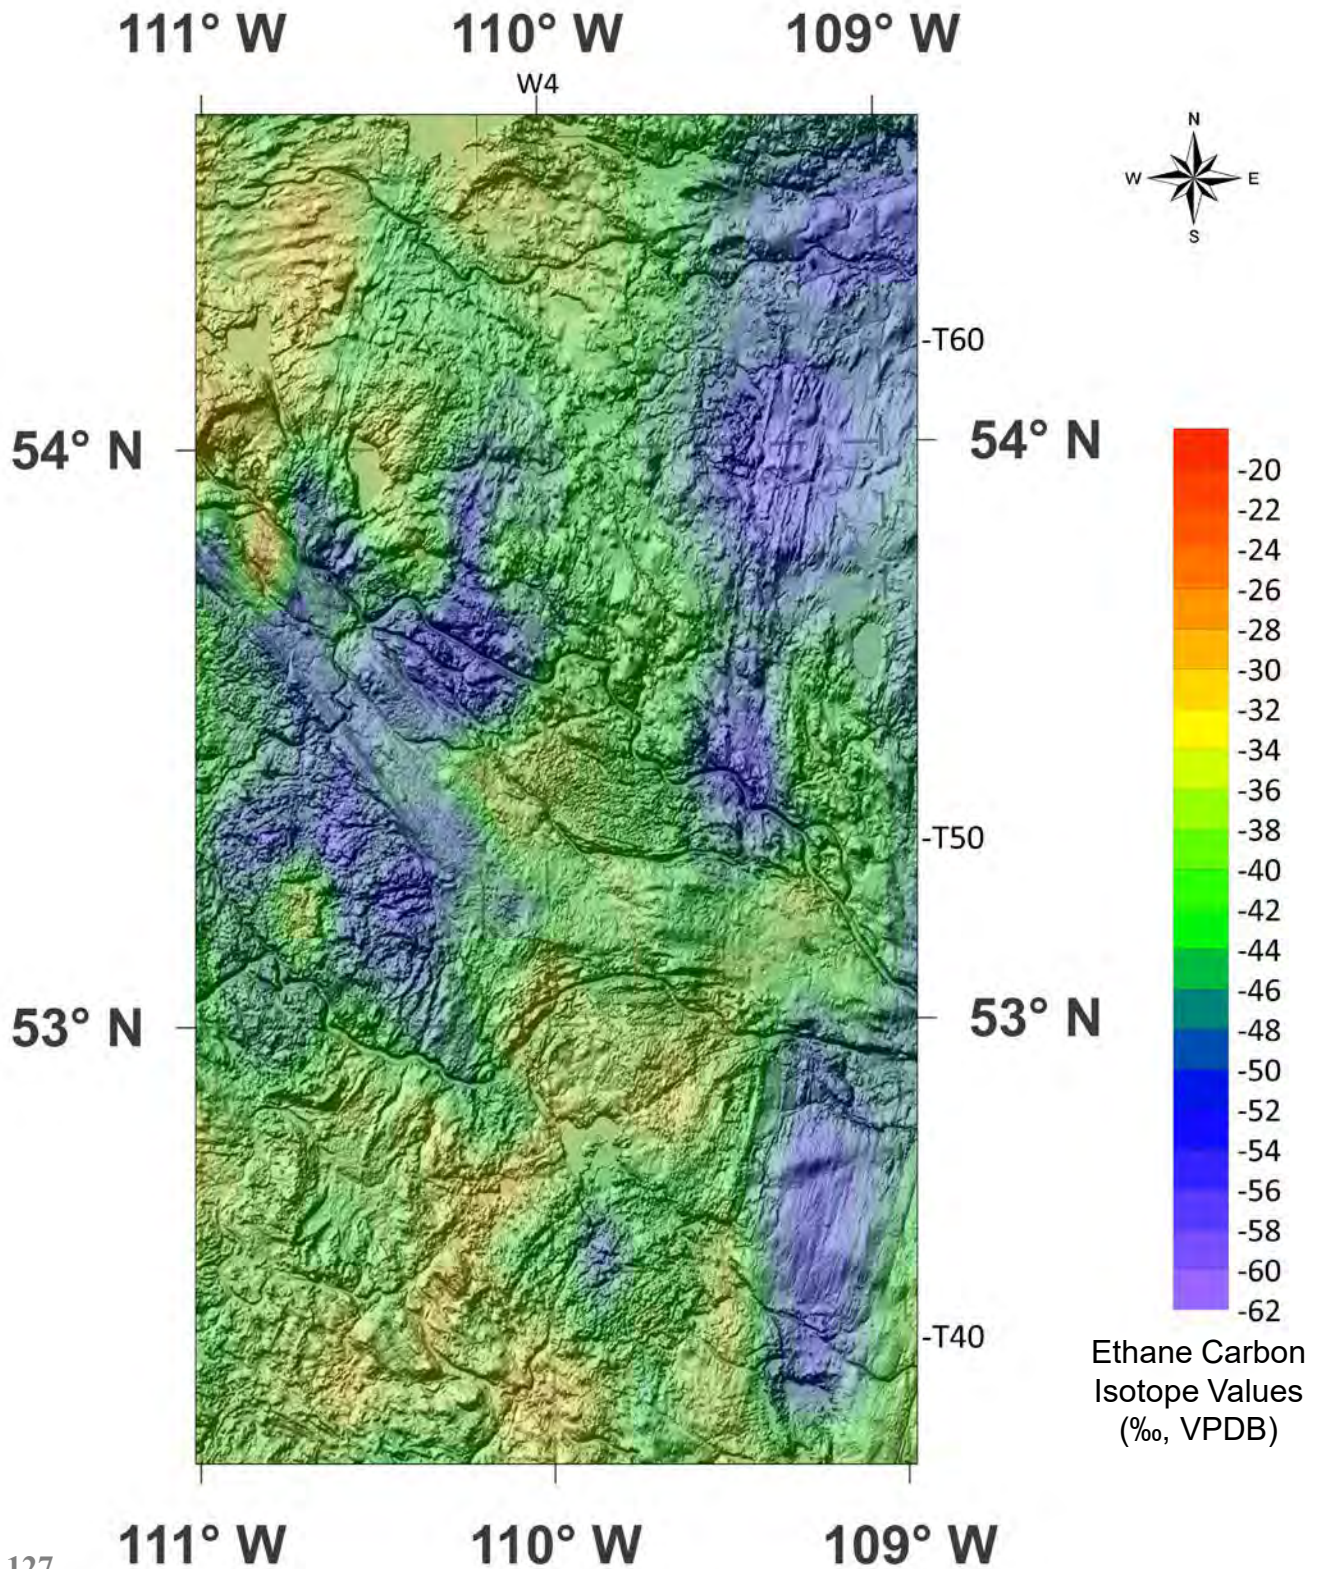 111° W 110° W 109° W
W4
N
W E
S
-T60
54° N 54° N
-20
-22
-24
-26
-28
-30
-32
-34
-36
-38
-40
-42
-44
-46
-48
-50
-52
-54
-56
-58
-60
-62
-T50
53° N 53° N
-T40
Ethane Carbon
Isotope Values
(‰, VPDB)
111° W 110° W 109° W
127